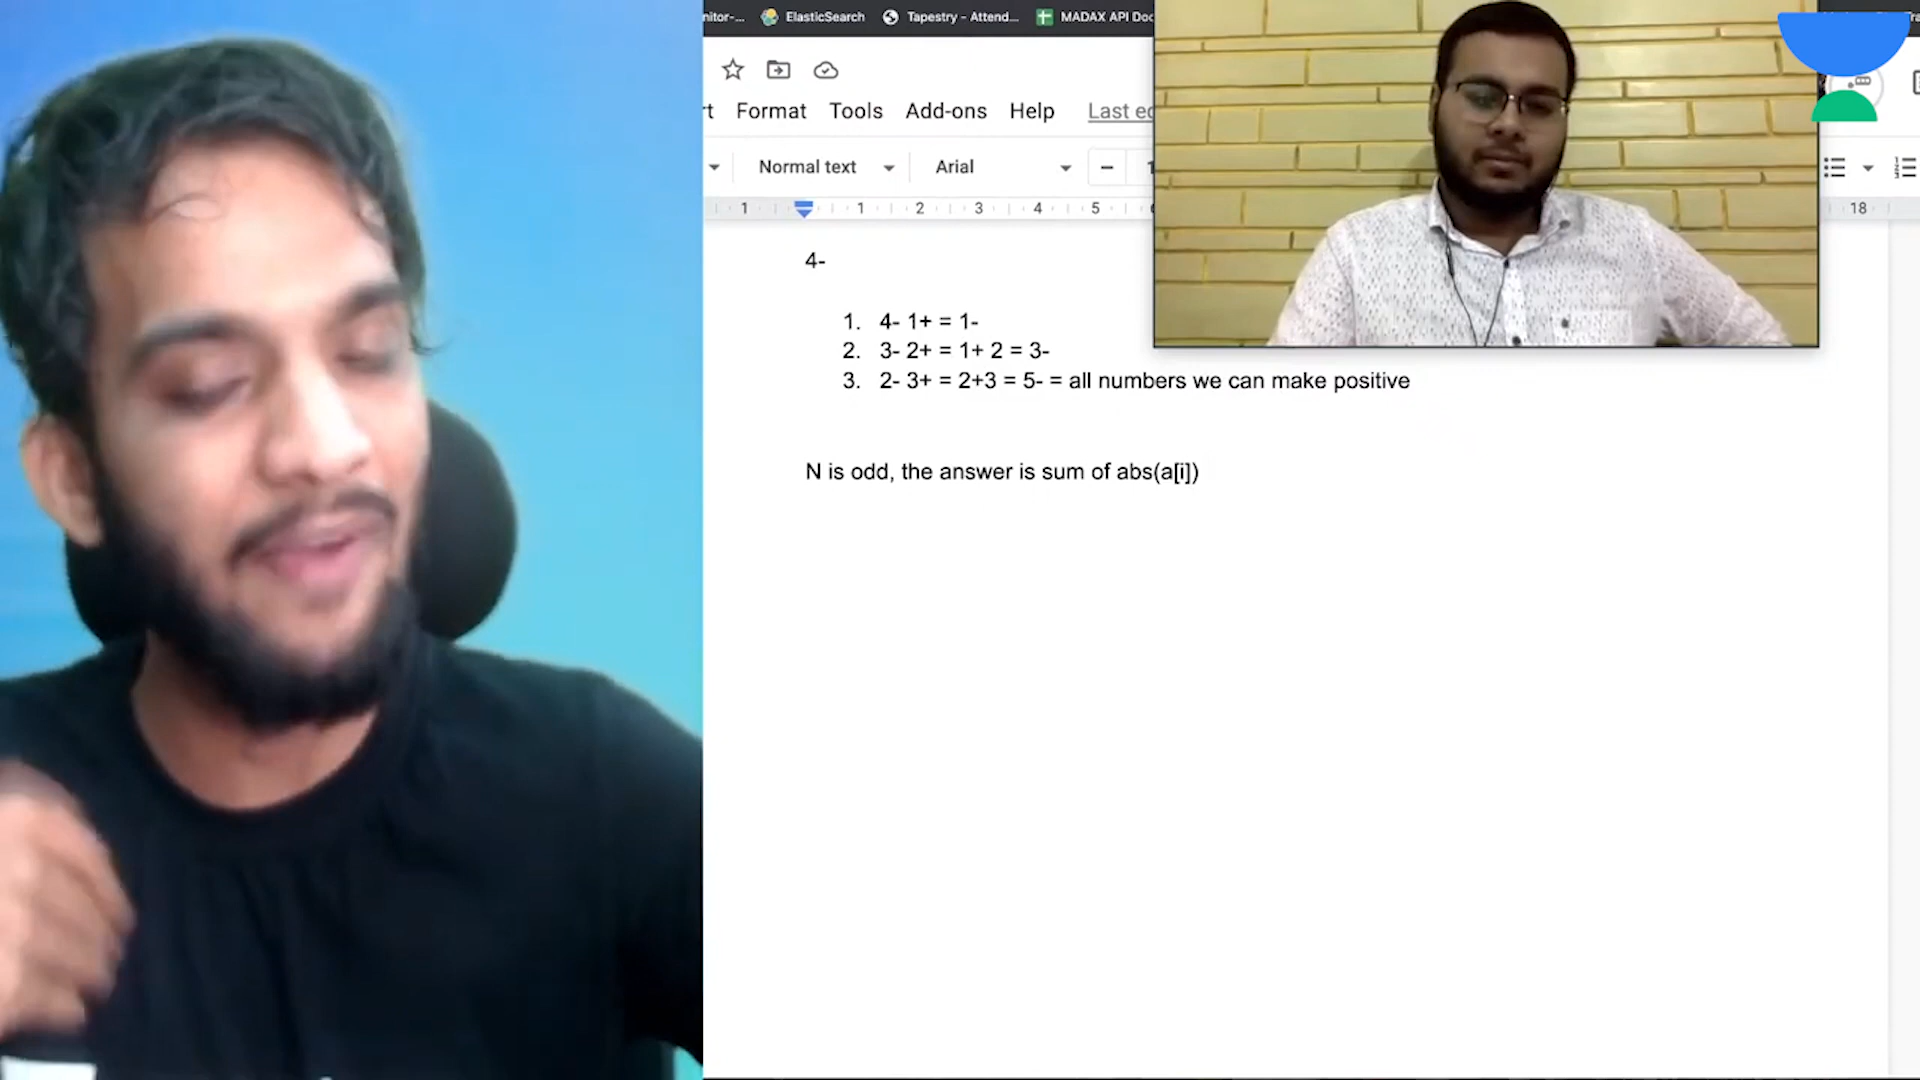 nitor-... ElasticSearch Tapestry - Attend... MADAX API Doc
rt Format Tools Add-ons Help Last ed
Normal text Arial
1 1 2 3 4 5 18
4-
1. 4- 1+ = 1-
2. 3- 2+ = 1+ 2 = 3-
3. 2- 3+ = 2+3 = 5- = all numbers we can make positive
N is odd, the answer is sum of abs(a[i])